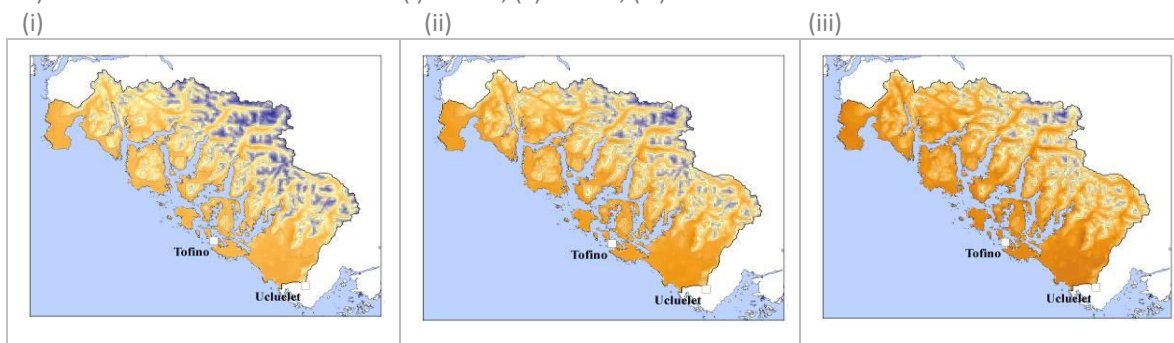 (i)
(ii)
(iii)
Tofino
Ucluelet
Tofino
Ucluelet
Tofino
Ucluelet